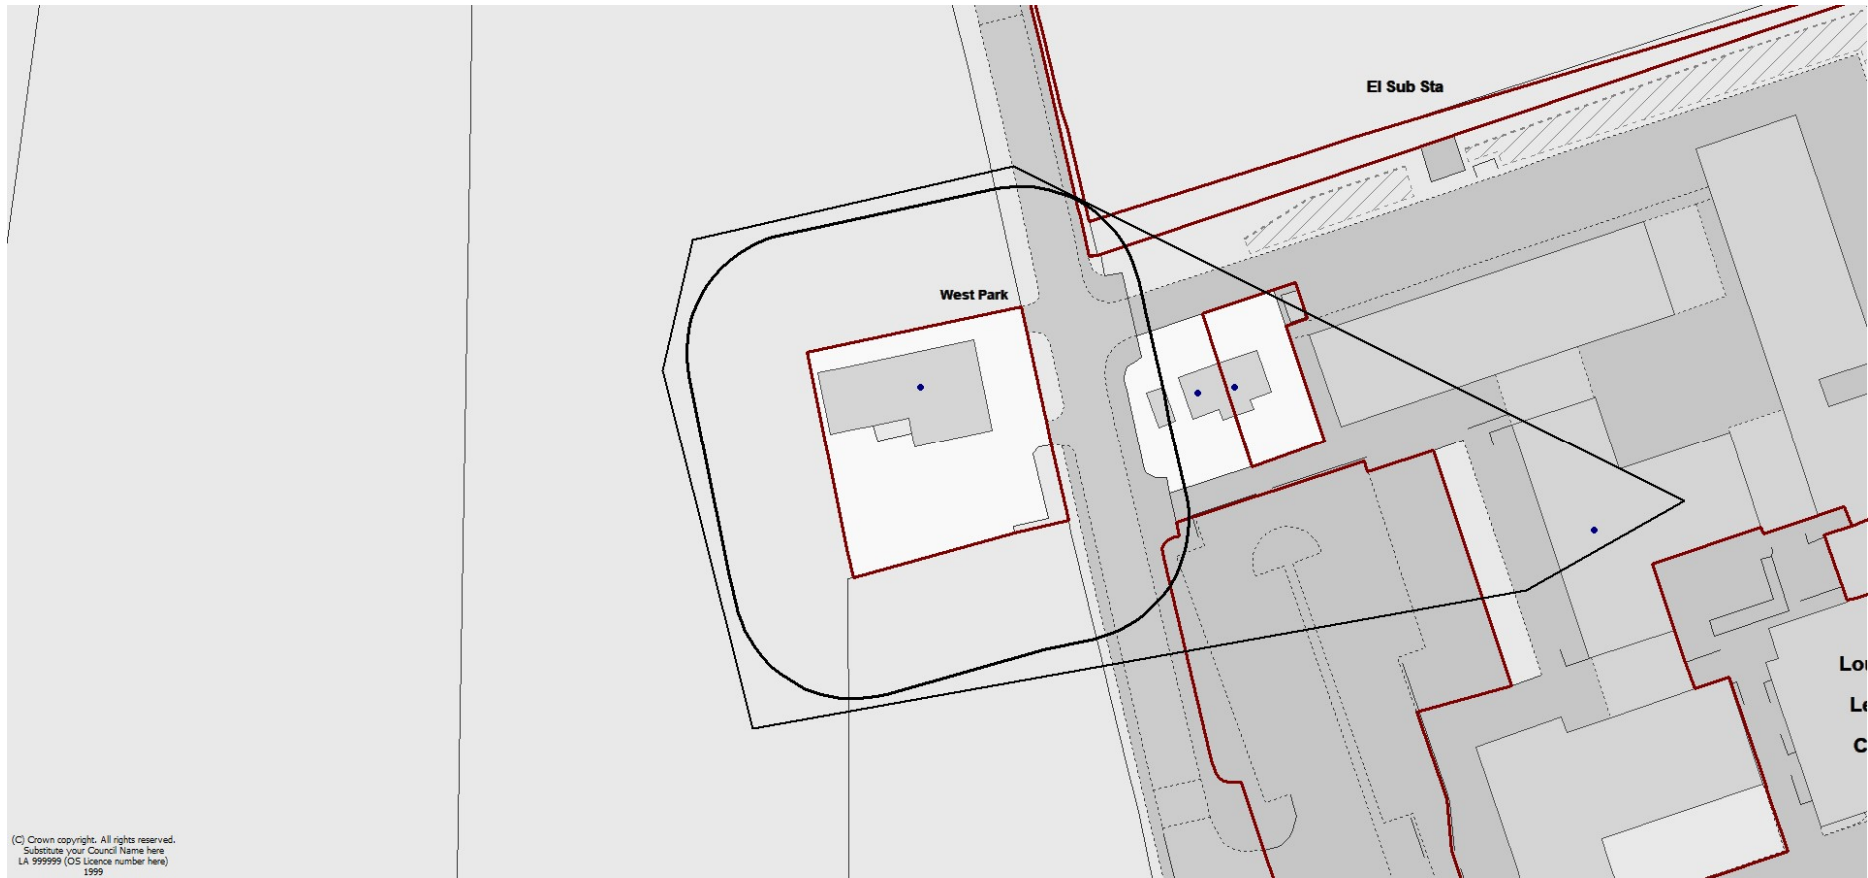 El Sub Sta
West Park
Lou
Le
C
(C) Crown copyright. All rights reserved.
Substitute your Council Name here
LA 999999 (OS Licence number here)
1999